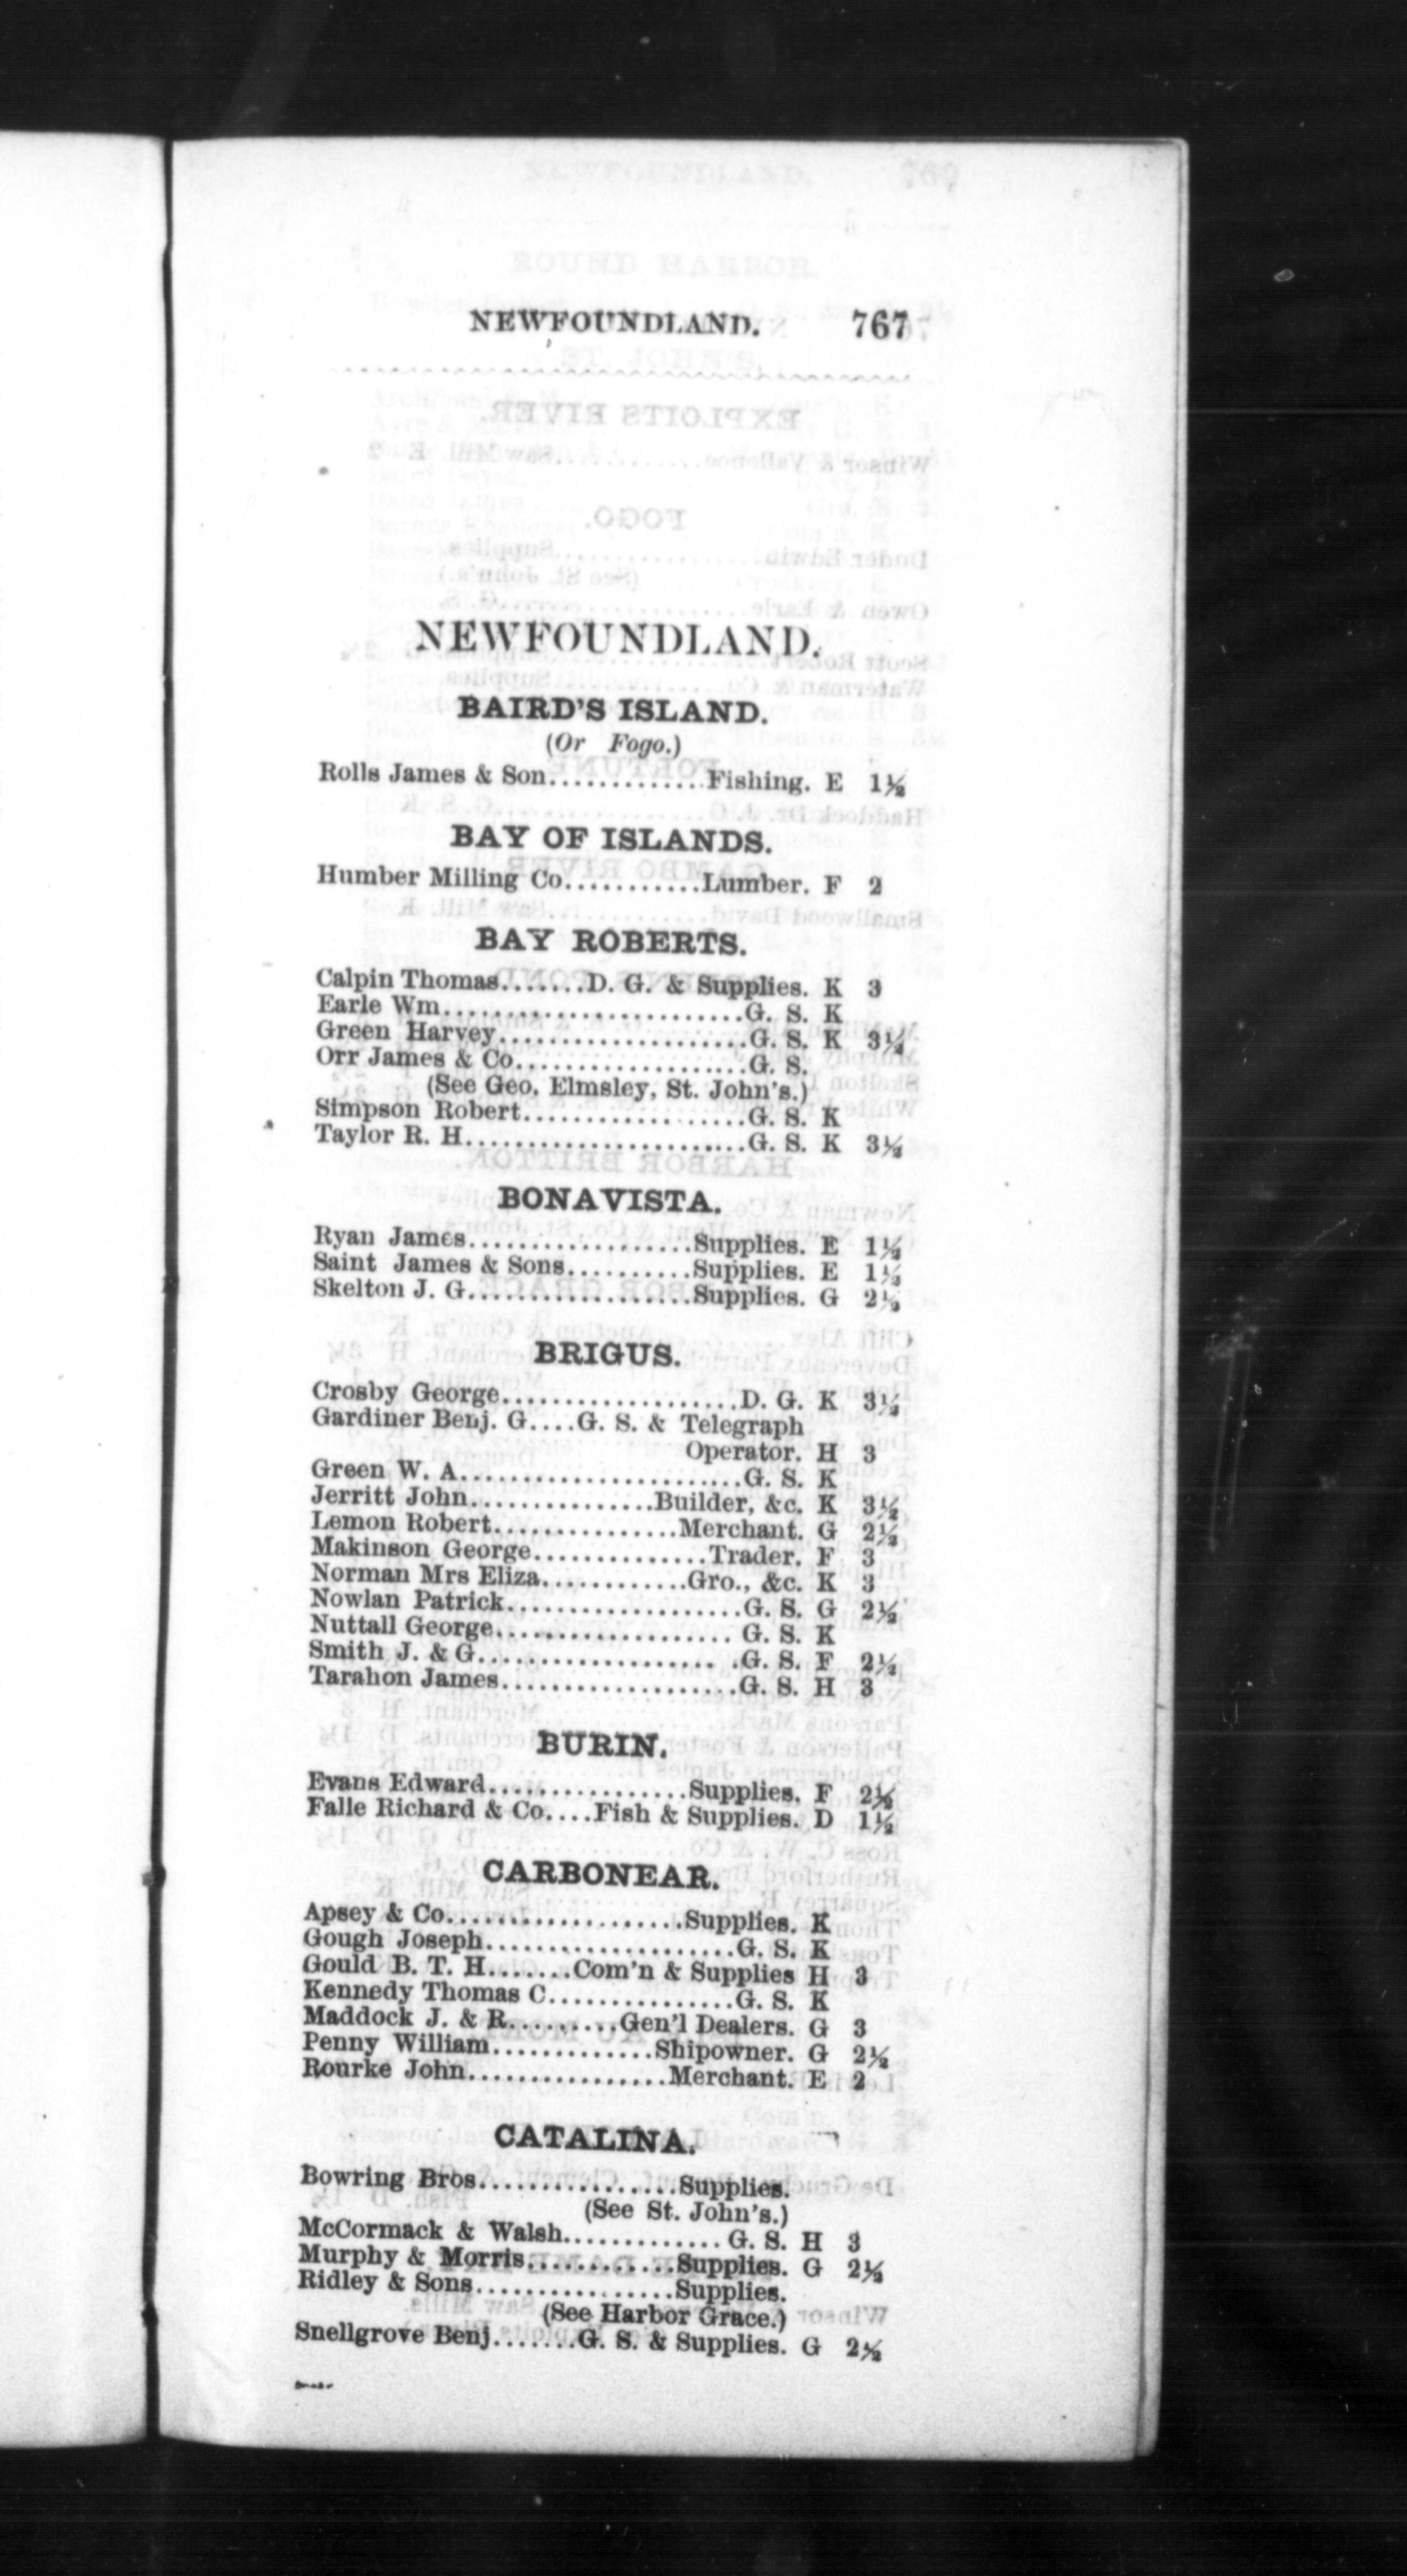 NEWFOUNDLAND. 767
NEWFOUNDLAND.
BAIRD'S ISLAND.
(Or Fogo.)
Rolls James & Son.............Fishing. E 1½
BAY OF ISLANDS.
Humber Milling Co...........Lumber. F 2
BAY ROBERTS.
Calpin Thomas.......D. G. & Supplies. K 3
Earle Wm........................G. S. K
Green Harvey....................G. S. K 3½
Orr James & Co...................G. S.
(See Geo. Elmsley, St. John's.)
Simpson Robert..................G. S. K
Taylor R. H.......................G. S. K 3½
BONAVISTA.
Ryan James..................Supplies. E 1½
Saint James & Sons..........Supplies. E 1½
Skelton J. G..................Supplies. G 2½
BRIGUS.
Crosby George...................D. G. K 3½
Gardiner Benj. G....G. S. & Telegraph
Operator. H 3
Green W. A.......................G. S. K
Jerritt John...............Builder, &c. K 3½
Lemon Robert...............Merchant. G 2½
Makinson George..............Trader. F 3
Norman Mrs Eliza............Gro., &c. K 3
Nowlan Patrick...................G. S. G 2½
Nuttall George................... G. S. K
Smith J. & G.....................G. S. F 2½
Tarahon James...................G. S. H 3
BURIN.
Evans Edward................Supplies. F 2½
Falle Richard & Co....Fish & Supplies. D 1½
CARBONEAR.
Apsey & Co...................Supplies. K
Gough Joseph....................G. S. K
Gould B. T. H.......Com'n & Supplies H 3
Kennedy Thomas C...............G. S. K
Maddock J. & R.........Gen'l Dealers. G 3
Penny William.............Shipowner. G 2½
Rourke John................Merchant. E 2
CATALINA.
Bowring Bros................Supplies.
(See St. John's.)
McCormack & Walsh............. G. S. H 3
Murphy & Morris............Supplies. G 2½
Ridley & Sons................Supplies.
(See Harbor Grace.)
Snellgrove Benj.......G. S. & Supplies. G 2½